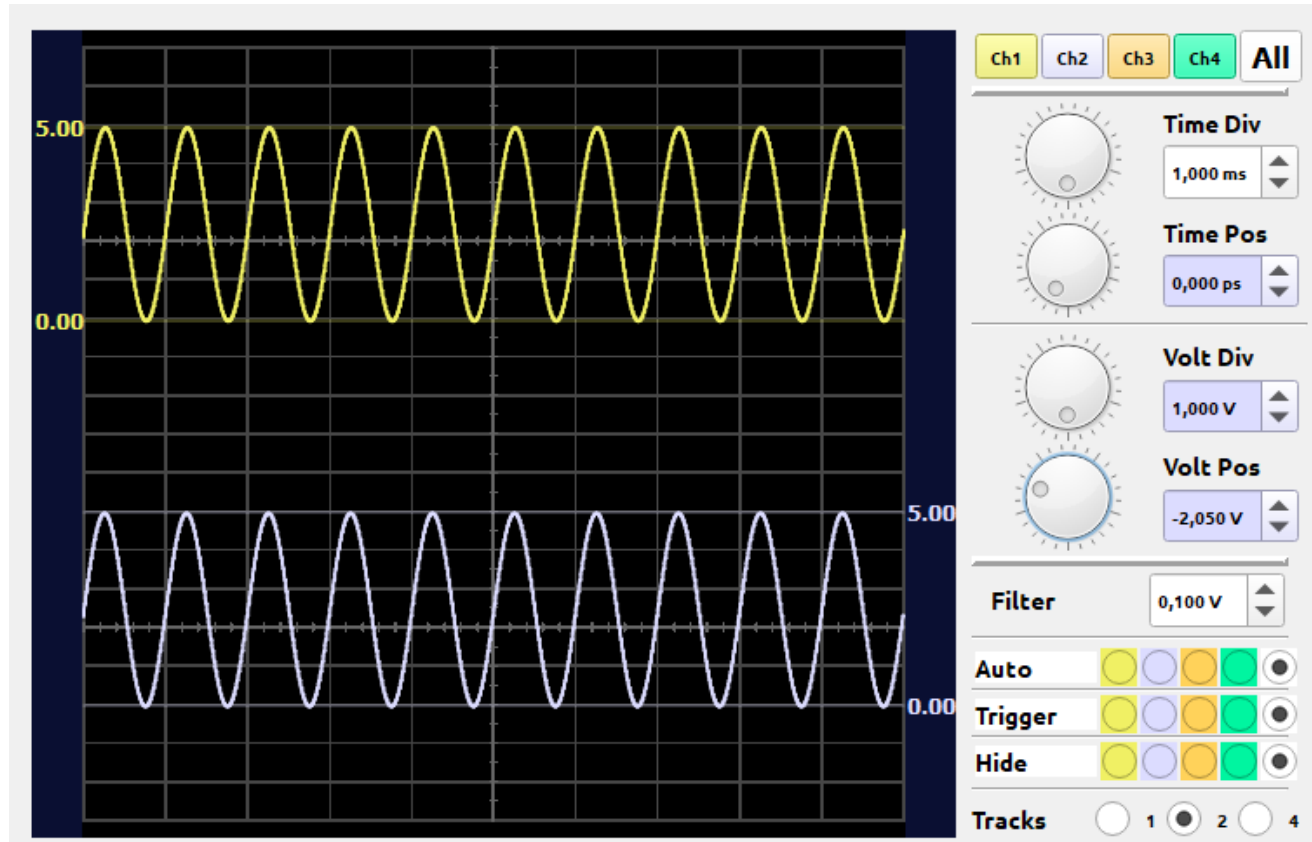 Ch1 Ch2 Ch3 Ch4 All
Time Div
1,000 ms
Time Pos
0,000 ps
Volt Div
1,000 V
Volt Pos
-2,050 V
Filter 0,100 V
Auto
Trigger
Hide
Tracks 1 2 4
5.00
0.00
5.00
0.00